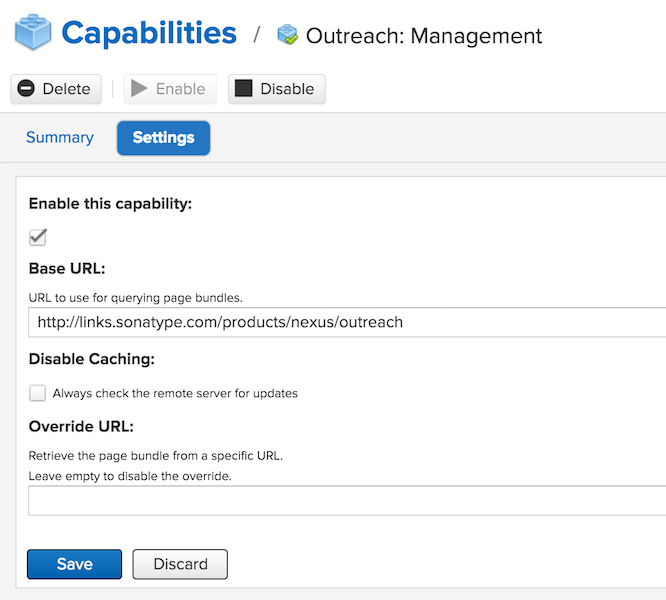 Capabilities / Outreach: Management
Delete Enable Disable
Summary Settings
Enable this capability:
Base URL:
URL to use for querying page bundles.
http://links.sonatype.com/products/nexus/outreach
Disable Caching:
Always check the remote server for updates
Override URL:
Retrieve the page bundle from a specific URL.
Leave empty to disable the override.
Save Discard